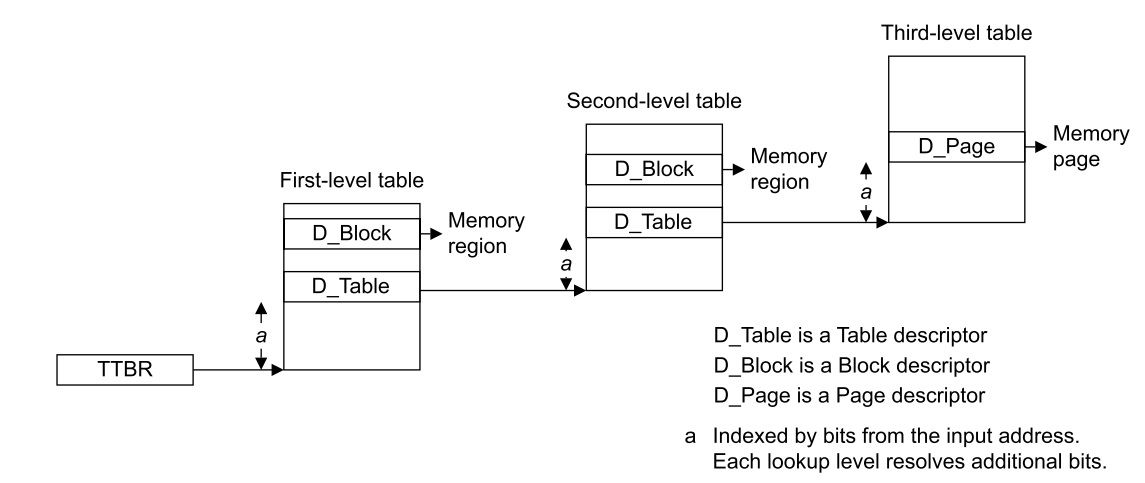 Third-level table
Second-level table
D_Page
Memory
page
D_Block
Memory
region
a
First-level table
D_Table
D_Block
Memory
region
a
D_Table
a
TTBR
D_Table is a Table descriptor
D_Block is a Block descriptor
D_Page is a Page descriptor
a Indexed by bits from the input address.
Each lookup level resolves additional bits.